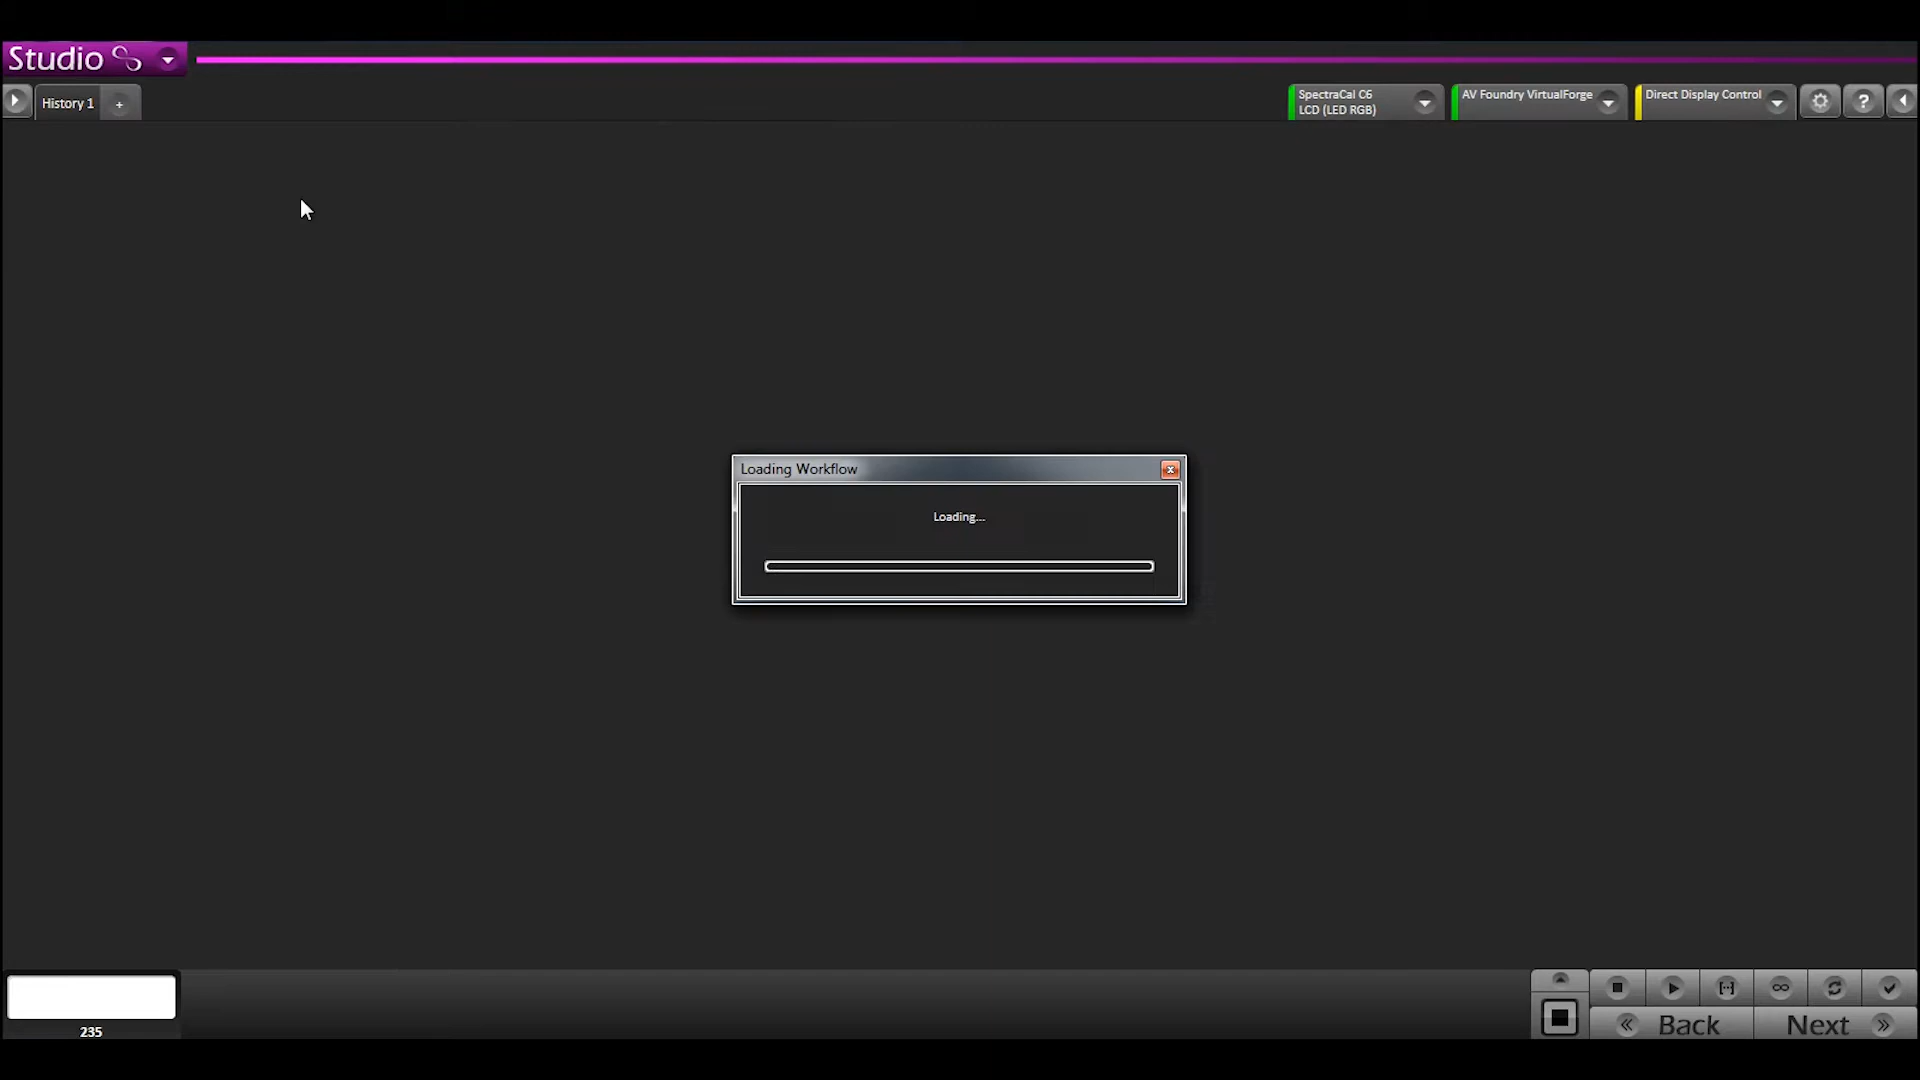 Studio
History 1
+
SpectraCal C6
LCD (LED RGB)
AV Foundry VirtualForge
Direct Display Control
?
Loading Workflow
x
Loading...
235
Back
Next